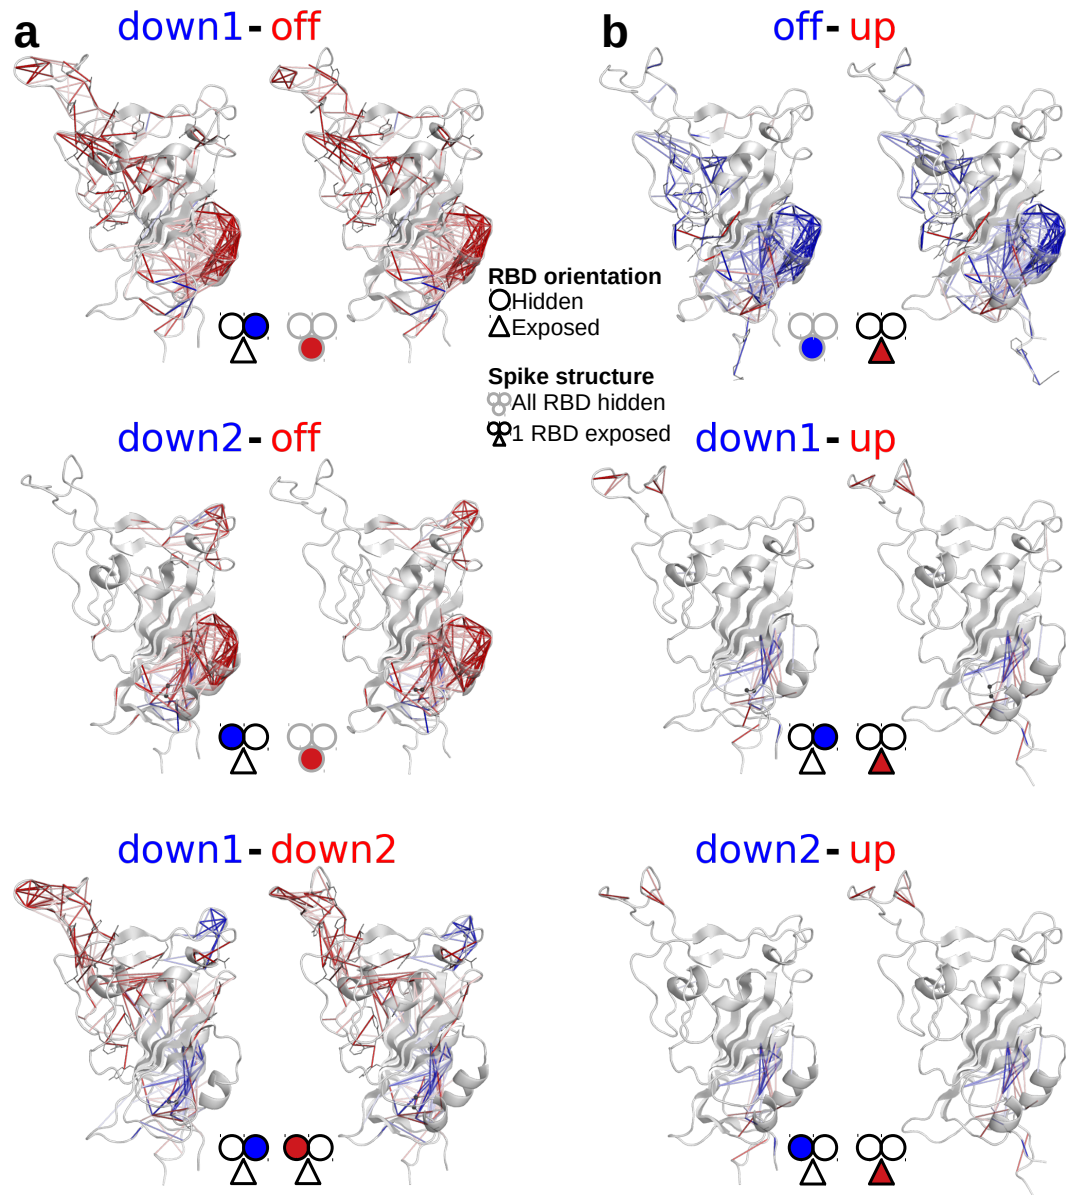 a
down1-off
b
off-up
RBD orientation
Hidden
Exposed
Spike structure
All RBD hidden
1 RBD exposed
down2-off
down1-up
down1-down2
down2-up